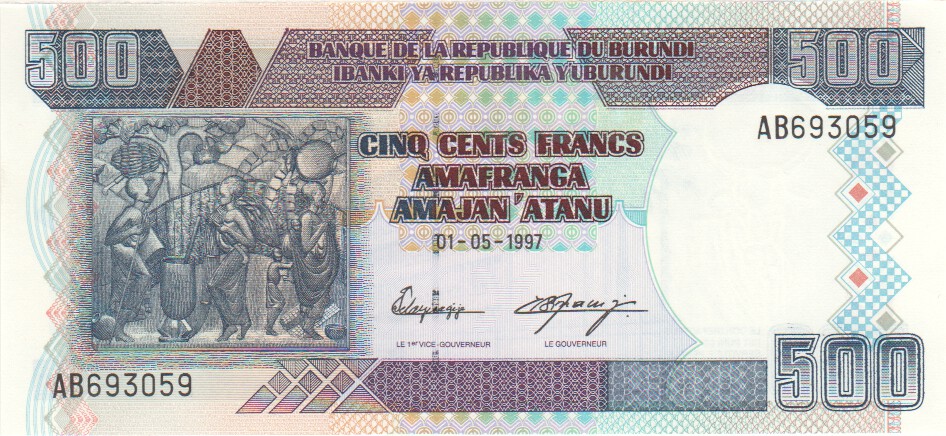 500
500
BANQUE DE LA REPUBLIQUE DU BURUNDI
IBANKI YA REPUBLIKA Y'UBURUNDI
AB693059
CINQ CENTS FRANCS
AMAFRANGA
AMAJAN'ATANU
01-05-1997
LE 1er VICE-GOUVERNEUR
LE GOUVERNEUR
AB693059
500